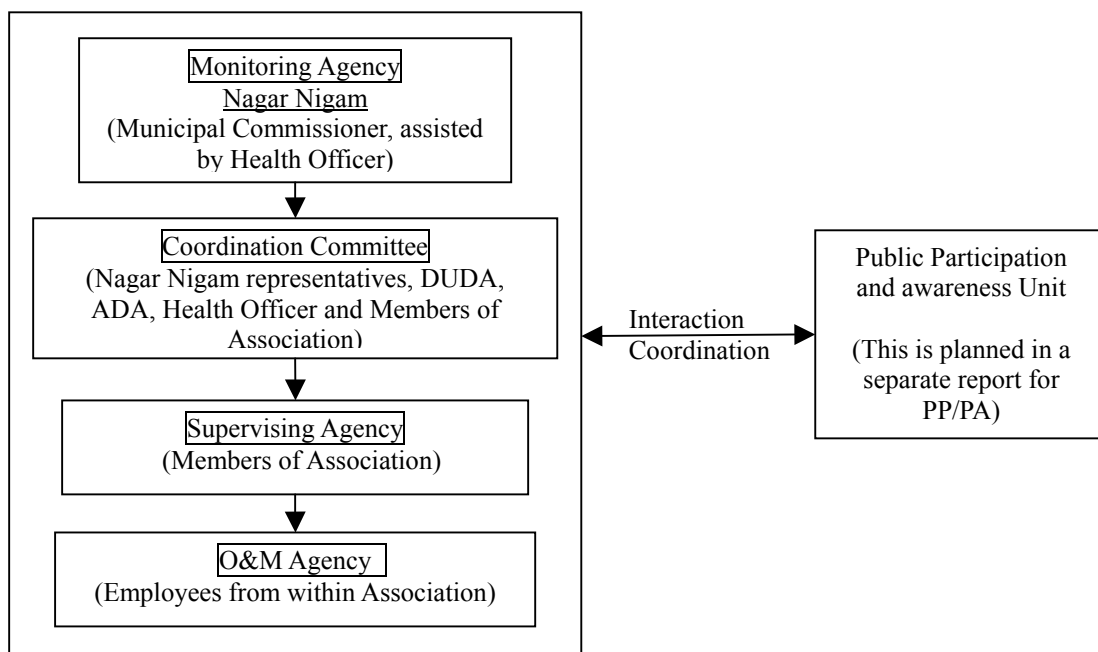 Monitoring Agency
Nagar Nigam
(Municipal Commissioner, assisted
by Health Officer)
Coordination Committee
(Nagar Nigam representatives, DUDA,
ADA, Health Officer and Members of
Association)
Supervising Agency
(Members of Association)
O&M Agency
(Employees from within Association)
Interaction
Coordination
Public Participation
and awareness Unit
(This is planned in a
separate report for
PP/PA)